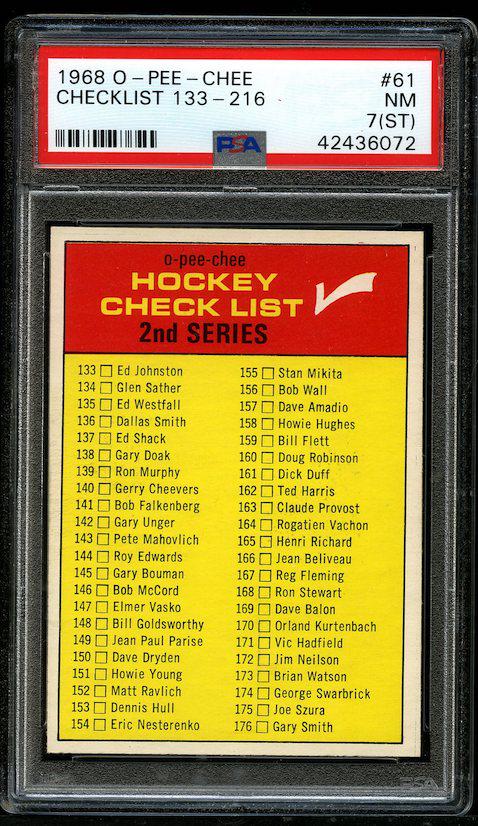 1968 O-PEE-CHEE #61
CHECKLIST 133-216 NM
7(ST)
PSA 42436072
o-pee-chee
HOCKEY
CHECK LIST
2nd SERIES
133 Ed Johnston
134 Glen Sather
135 Ed Westfall
136 Dallas Smith
137 Ed Shack
138 Gary Doak
139 Ron Murphy
140 Gerry Cheevers
141 Bob Falkenberg
142 Gary Unger
143 Pete Mahovlich
144 Roy Edwards
145 Gary Bouman
146 Bob McCord
147 Elmer Vasko
148 Bill Goldsworthy
149 Jean Paul Parise
150 Dave Dryden
151 Howie Young
152 Matt Ravlich
153 Dennis Hull
154 Eric Nesterenko
155 Stan Mikita
156 Bob Wall
157 Dave Amadio
158 Howie Hughes
159 Bill Flett
160 Doug Robinson
161 Dick Duff
162 Ted Harris
163 Claude Provost
164 Rogatien Vachon
165 Henri Richard
166 Jean Beliveau
167 Reg Fleming
168 Ron Stewart
169 Dave Balon
170 Orland Kurtenbach
171 Vic Hadfield
172 Jim Neilson
173 Brian Watson
174 George Swarbrick
175 Joe Szura
176 Gary Smith
PSA